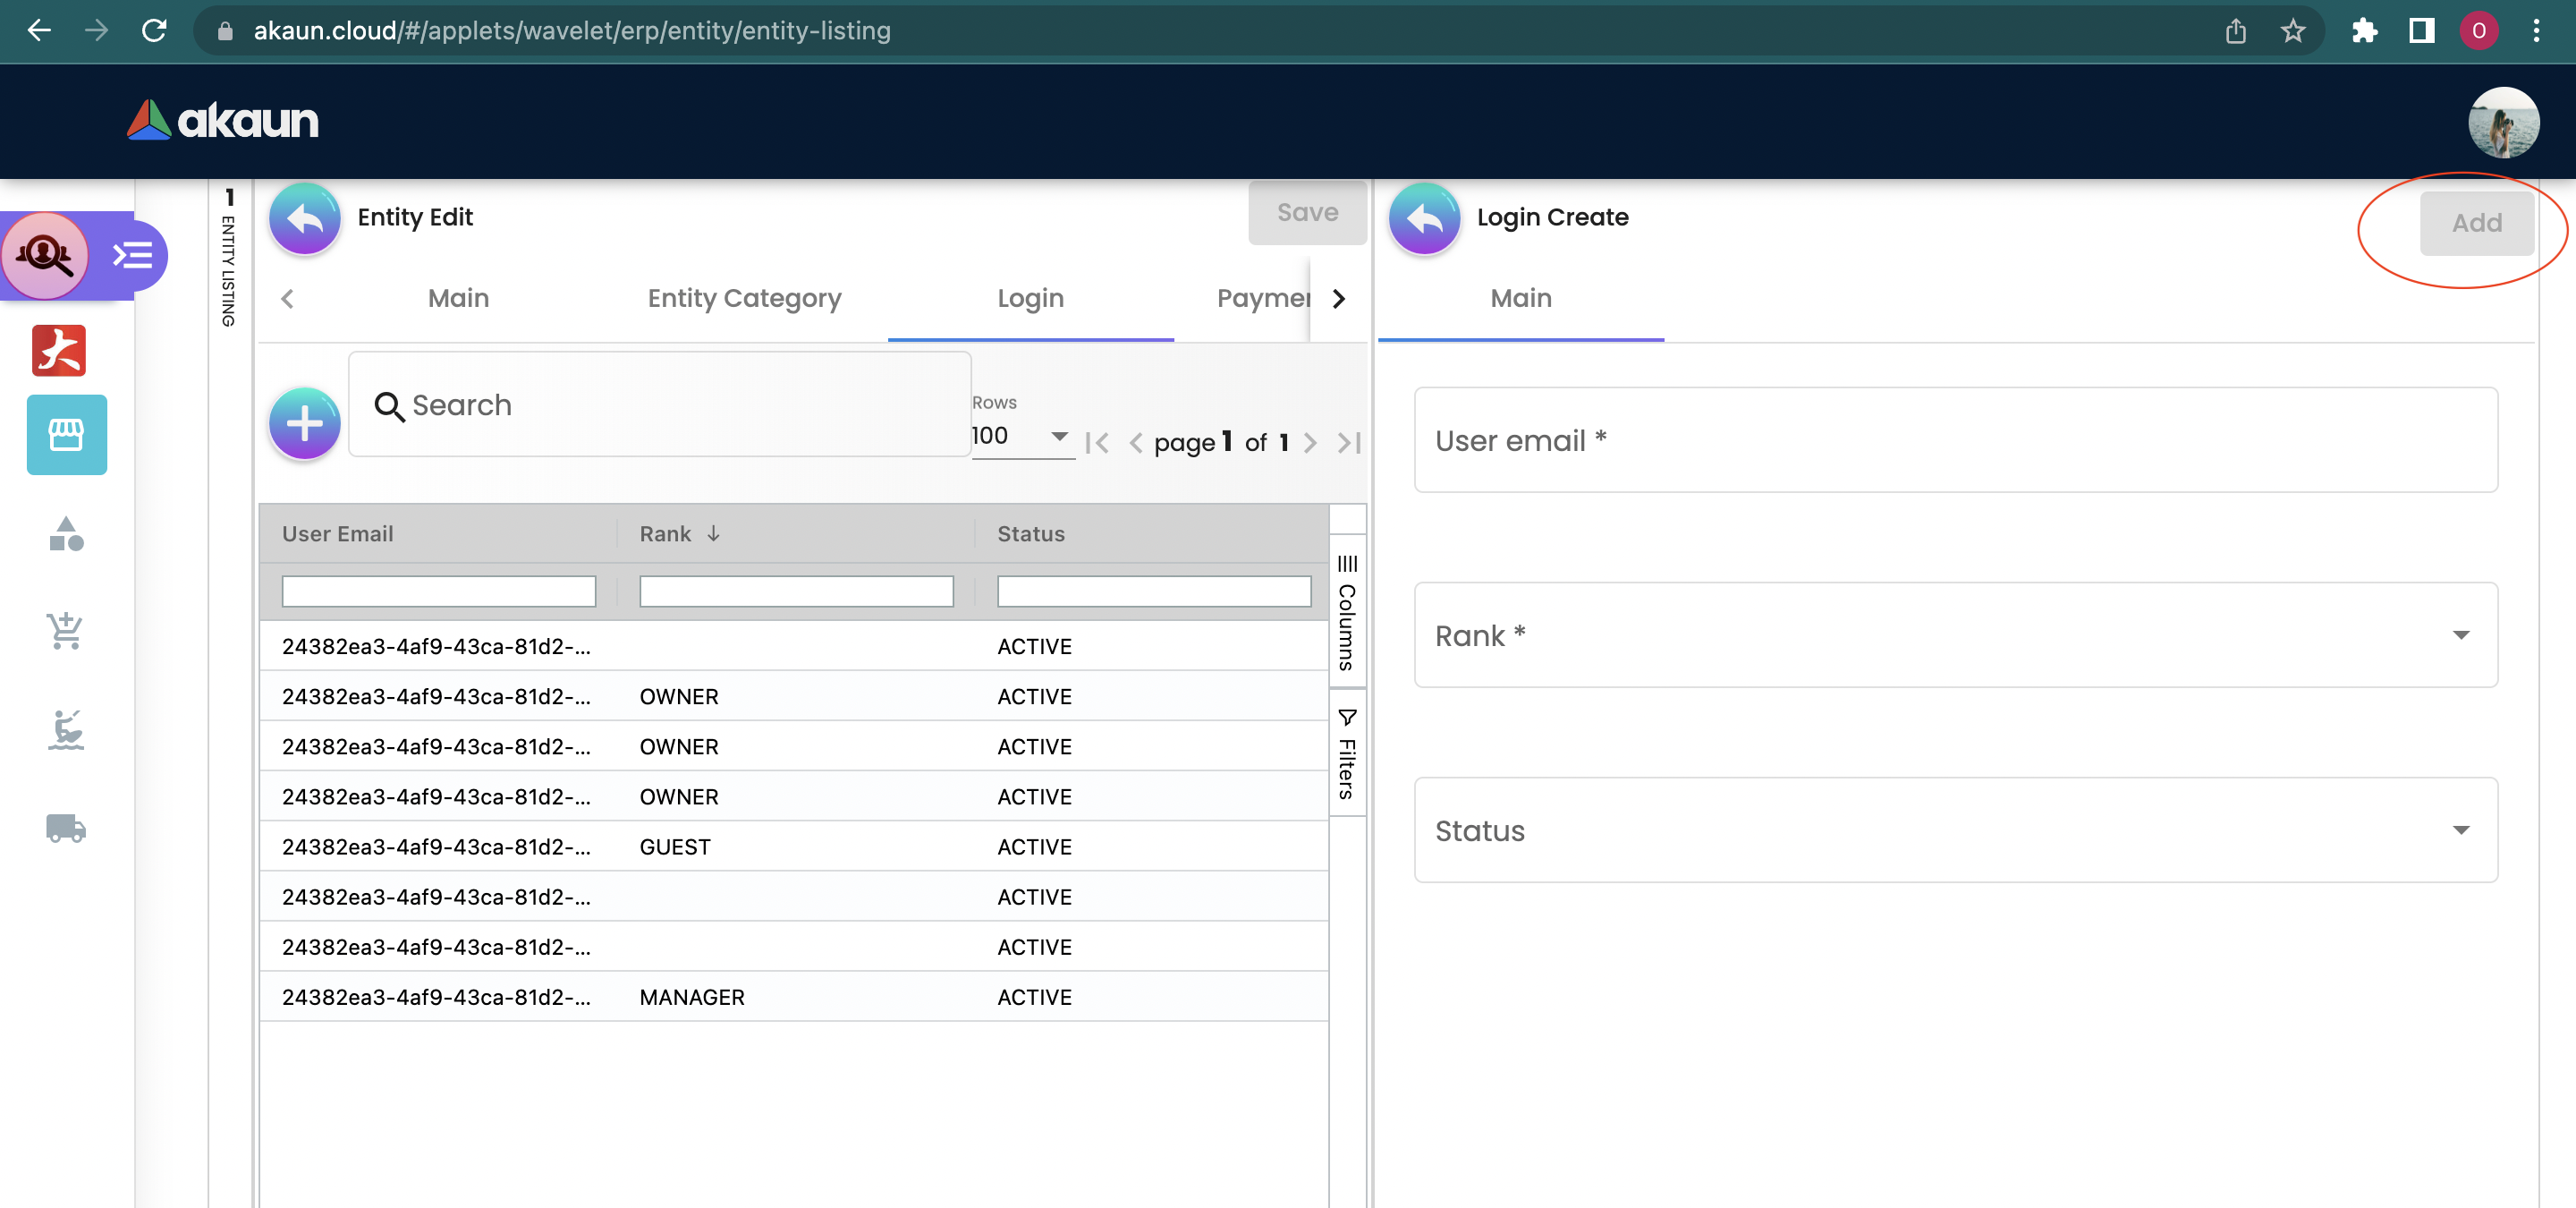 akaun.cloud/#/applets/wavelet/erp/entity/entity-listing
O
akaun
1 ENTITY LISTING
Entity Edit
Save
Main
Entity Category
Login
Paymen
Search
Rows
100
page 1 of 1
User Email
Rank
Status
24382ea3-4af9-43ca-81d2-... ACTIVE
24382ea3-4af9-43ca-81d2-... OWNER ACTIVE
24382ea3-4af9-43ca-81d2-... OWNER ACTIVE
24382ea3-4af9-43ca-81d2-... OWNER ACTIVE
24382ea3-4af9-43ca-81d2-... GUEST ACTIVE
24382ea3-4af9-43ca-81d2-... ACTIVE
24382ea3-4af9-43ca-81d2-... ACTIVE
24382ea3-4af9-43ca-81d2-... MANAGER ACTIVE
Columns
Filters
Login Create
Add
Main
User email *
Rank *
Status